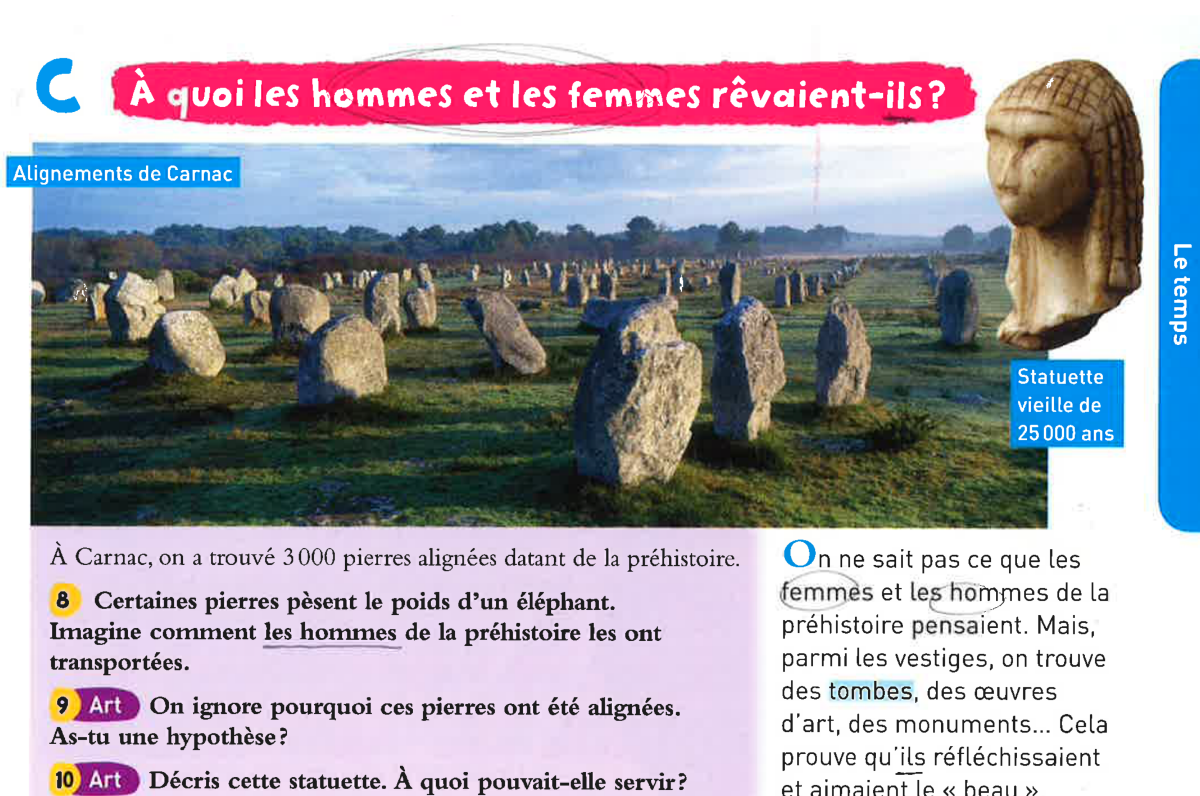 C À quoi les hommes et les femmes rêvaient-ils ?
Alignements de Carnac
Le temps
Statuette
vieille de
25 000 ans
À Carnac, on a trouvé 3 000 pierres alignées datant de la préhistoire.
8 Certaines pierres pèsent le poids d'un éléphant.
Imagine comment les hommes de la préhistoire les ont
transportées.
9 Art On ignore pourquoi ces pierres ont été alignées.
As-tu une hypothèse ?
10 Art Décris cette statuette. À quoi pouvait-elle servir ?
On ne sait pas ce que les
femmes et les hommes de la
préhistoire pensaient. Mais,
parmi les vestiges, on trouve
des tombes, des œuvres
d'art, des monuments... Cela
prouve qu'ils réfléchissaient
et aimaient le « beau »